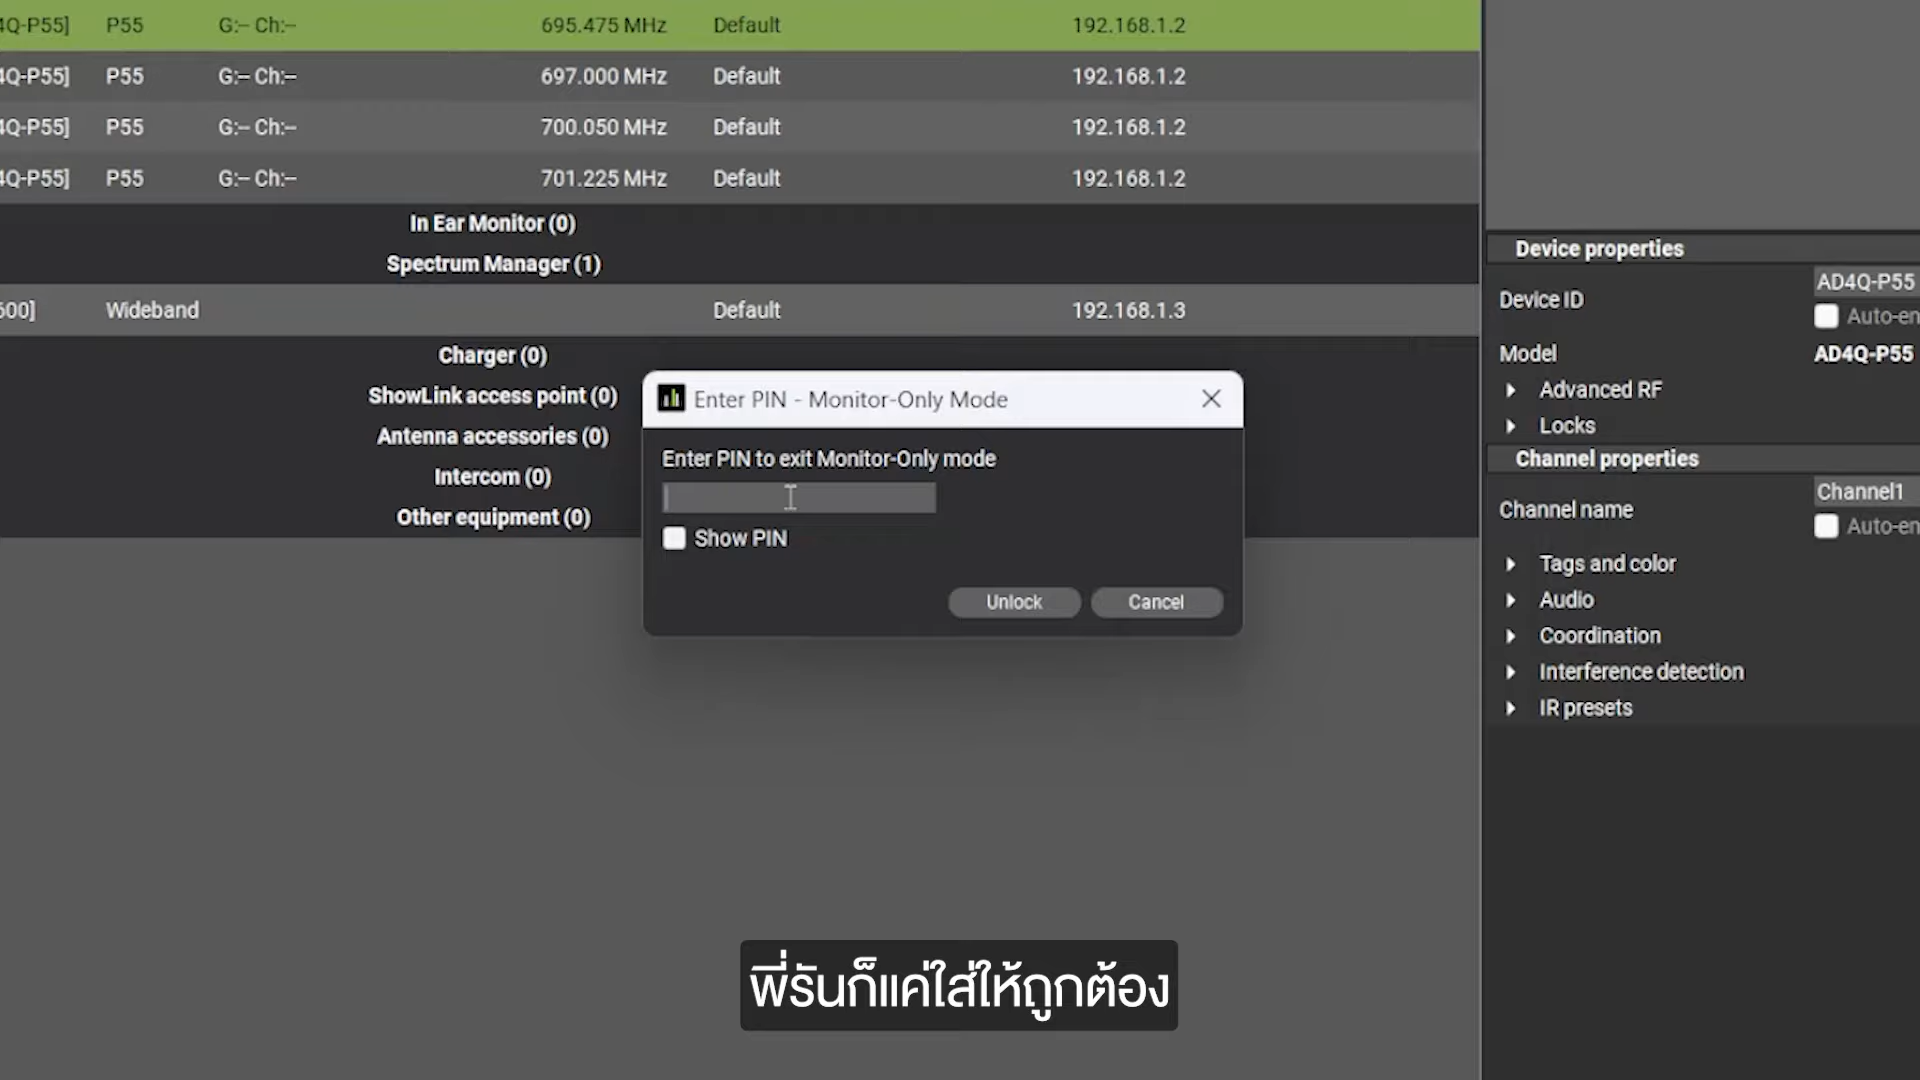 4Q-P55] P55 G:-- Ch:-- 695.475 MHz Default 192.168.1.2
4Q-P55] P55 G:-- Ch:-- 697.000 MHz Default 192.168.1.2
4Q-P55] P55 G:-- Ch:-- 700.050 MHz Default 192.168.1.2
4Q-P55] P55 G:-- Ch:-- 701.225 MHz Default 192.168.1.2
In Ear Monitor (0)
Spectrum Manager (1)
600] Wideband Default 192.168.1.3
Charger (0)
ShowLink access point (0)
Antenna accessories (0)
Intercom (0)
Other equipment (0)
Enter PIN - Monitor-Only Mode
Enter PIN to exit Monitor-Only mode
Show PIN
Unlock Cancel
Device properties
Device ID AD4Q-P55
Auto-en
Model AD4Q-P55
Advanced RF
Locks
Channel properties
Channel name Channel1
Auto-en
Tags and color
Audio
Coordination
Interference detection
IR presets
พี่รันก็แค่ใส่ให้ถูกต้อง